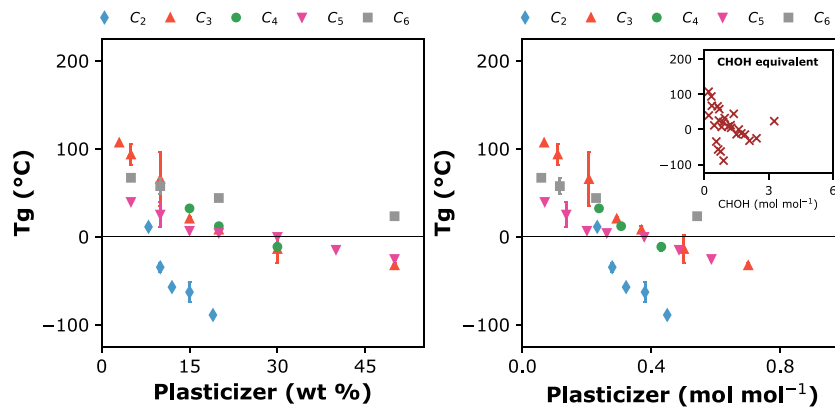 C2 C3 C4 C5 C6
200
100
0
−100
Tg (°C)
0 15 30 45
Plasticizer (wt %)
C2 C3 C4 C5 C6
200
100
0
−100
Tg (°C)
0.0 0.4 0.8
Plasticizer (mol mol⁻¹)
CHOH equivalent
200
100
0
−100
0 3 6
CHOH (mol mol⁻¹)